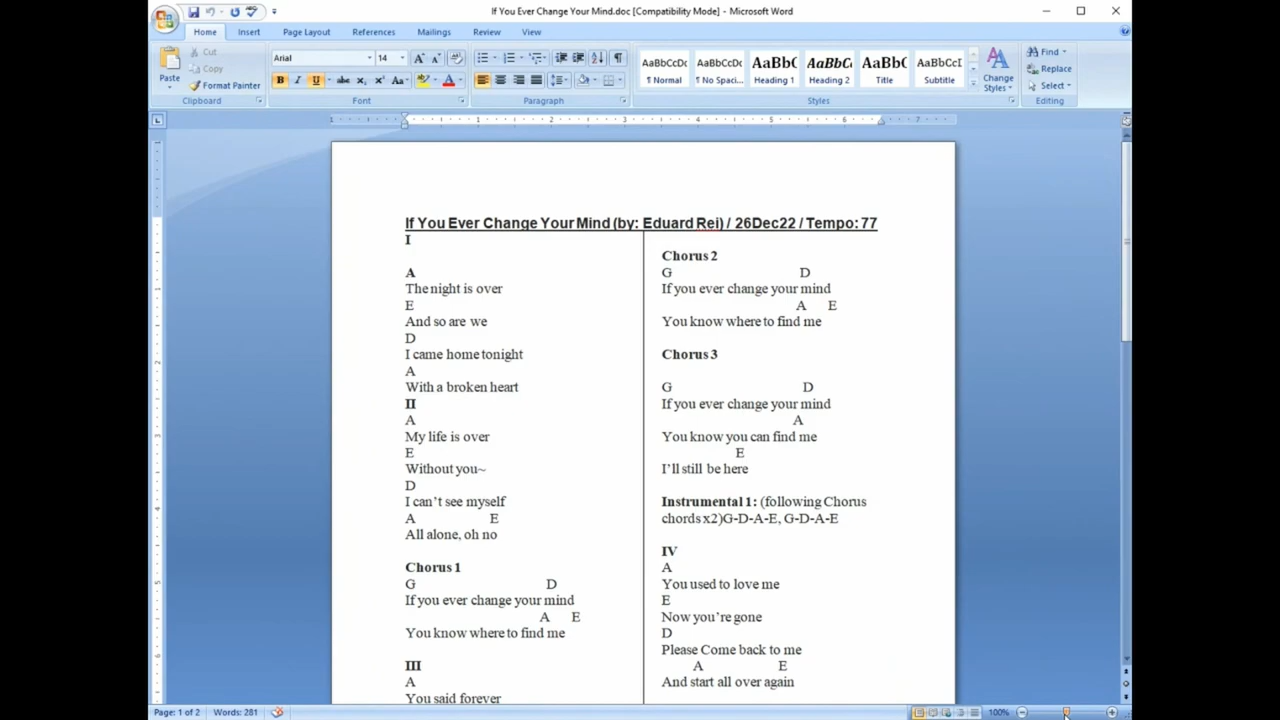 If You Ever Change Your Mind.doc [Compatibility Mode] - Microsoft Word
Home Insert Page Layout References Mailings Review View
Paste
Cut
Copy
Format Painter
Clipboard
Arial 14
Font
Paragraph
AaBbCcDc AaBbCcDc AaBbC AaBbCc AaBbC AaBbCcI
¶ Normal ¶ No Spaci... Heading 1 Heading 2 Title Subtitle
Change Styles
Styles
Find
Replace
Select
Editing
If You Ever Change Your Mind (by: Eduard Rei) / 26Dec22 / Tempo: 77
I
A
The night is over
E
And so are we
D
I came home tonight
A
With a broken heart
II
A
My life is over
E
Without you~
D
I can’t see myself
A E
All alone, oh no
Chorus 1
G D
If you ever change your mind
A E
You know where to find me
III
A
You said forever
Chorus 2
G D
If you ever change your mind
A E
You know where to find me
Chorus 3
G D
If you ever change your mind
A
You know you can find me
E
I’ll still be here
Instrumental 1: (following Chorus
chords x2)G-D-A-E, G-D-A-E
IV
A
You used to love me
E
Now you’re gone
D
Please Come back to me
A E
And start all over again
Page: 1 of 2 Words: 281 100%